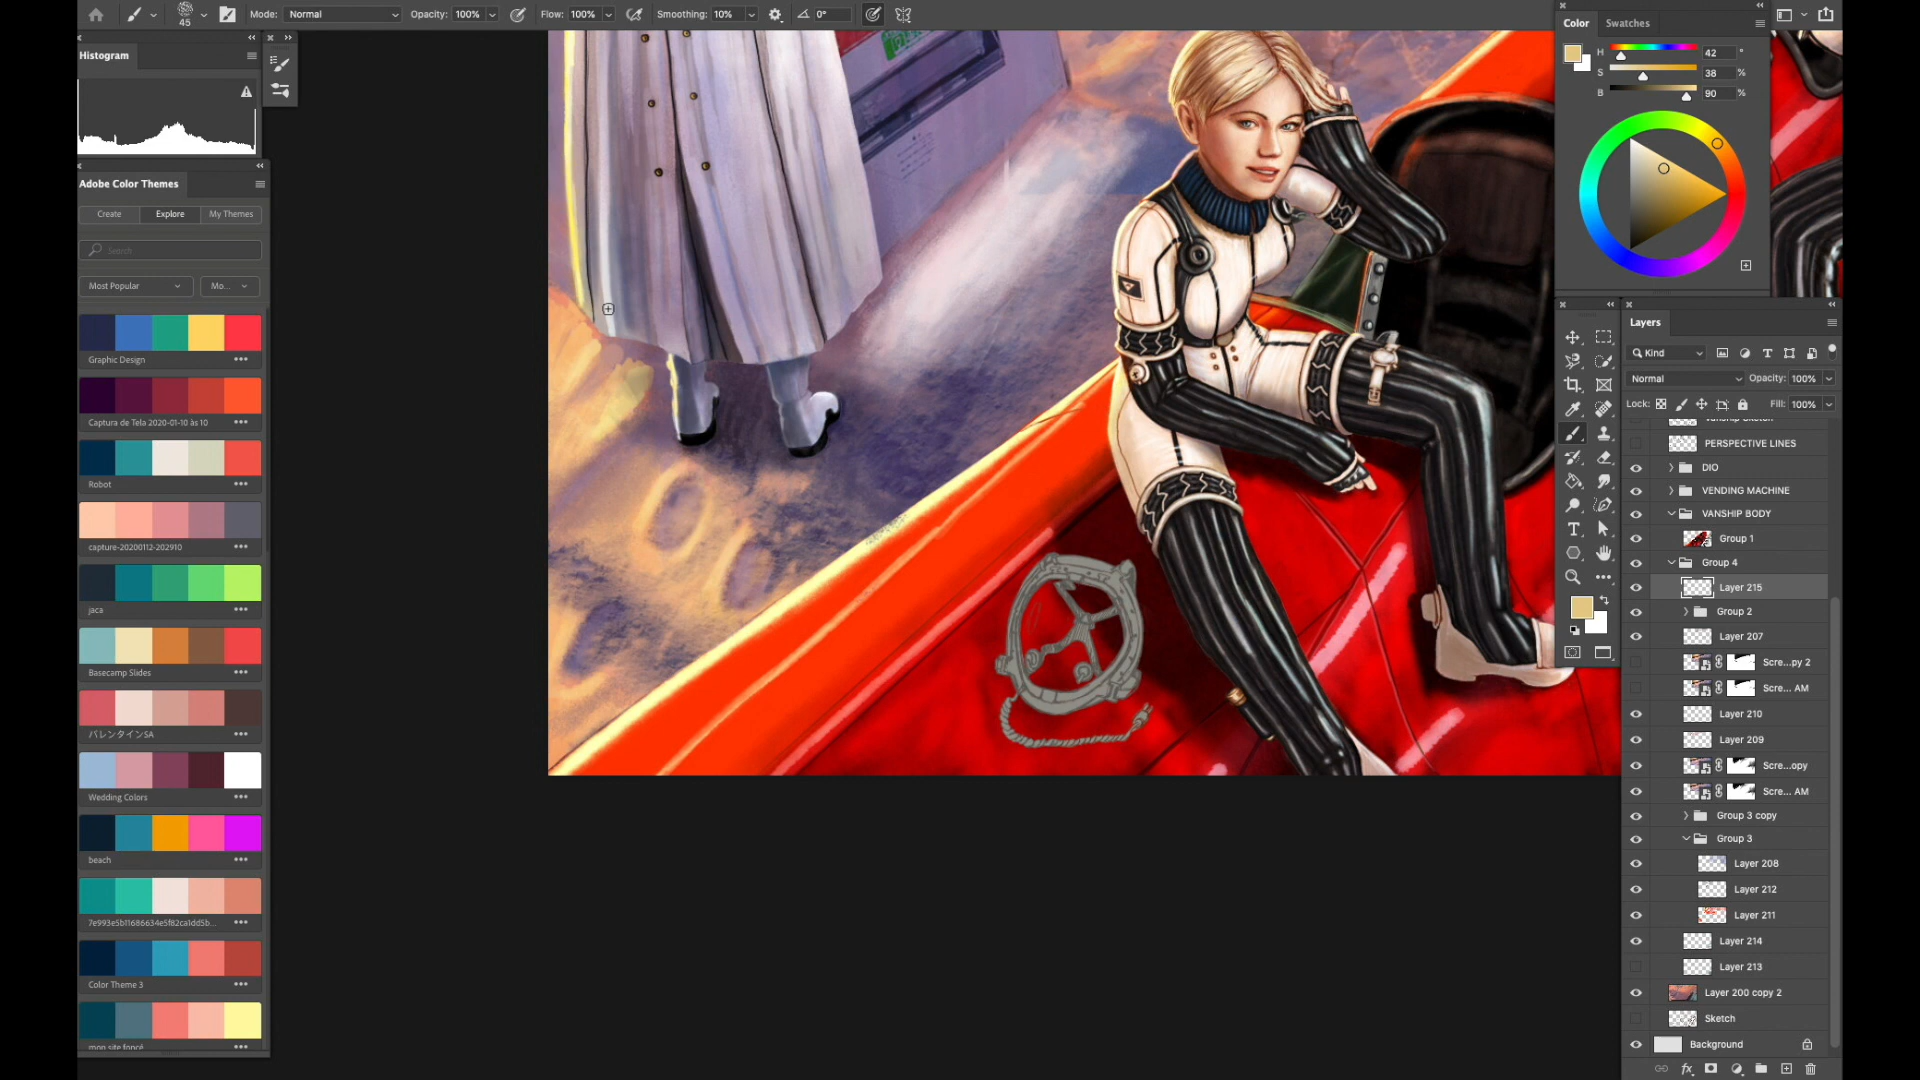 45
Mode:
Normal
Opacity: 100%
Flow: 100%
Smoothing: 10%
0°
Histogram
Adobe Color Themes
Create
Explore
My Themes
Search
Most Popular
Mo...
Graphic Design
Captura de Tela 2020-01-10 às 10
Robot
capture-20200112-202910
jaca
Basecamp Slides
バレンタインSA
Wedding Colors
beach
7e993e5b11686634e5f82ca1dd5b...
Color Theme 3
mon site foncé
Color
Swatches
H
42
°
S
38
%
B
90
%
Layers
Kind
Normal
Opacity: 100%
Lock:
Fill: 100%
PERSPECTIVE LINES
DIO
VENDING MACHINE
VANSHIP BODY
Group 1
Group 4
Layer 215
Group 2
Layer 207
Scre...py 2
Scre... AM
Layer 210
Layer 209
Scre...opy
Scre... AM
Group 3 copy
Group 3
Layer 208
Layer 212
Layer 211
Layer 214
Layer 213
Layer 200 copy 2
Sketch
Background